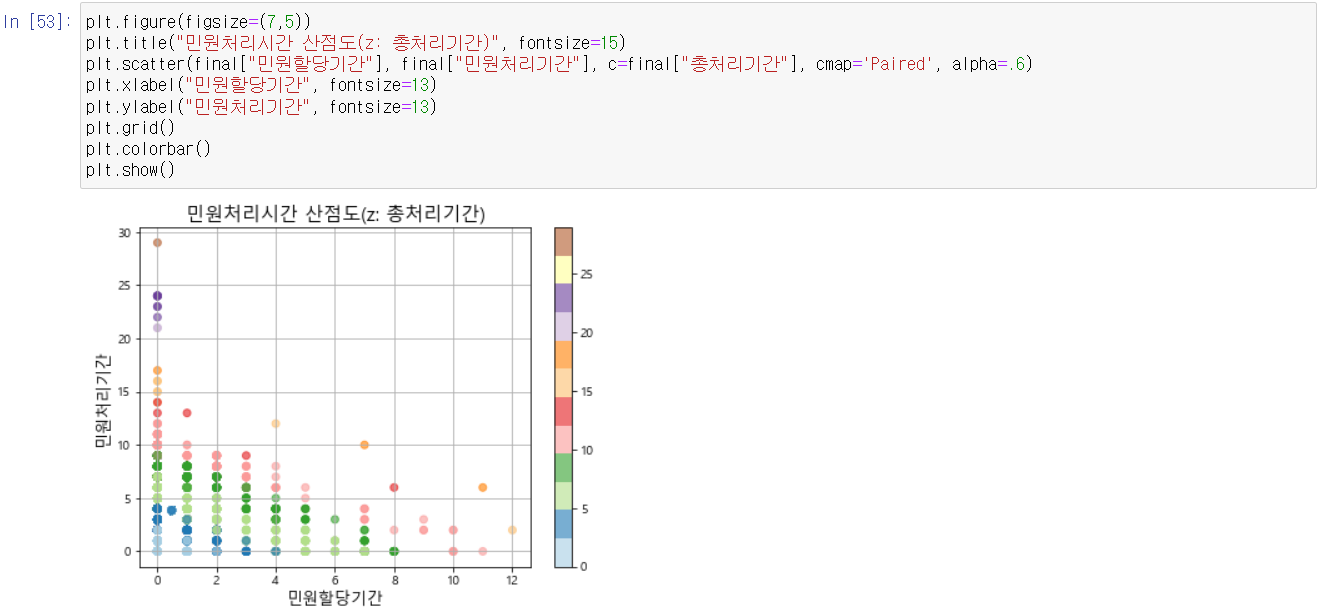 In [53]:
plt.figure(figsize=(7,5))
plt.title("민원처리시간 산점도(z: 총처리기간)", fontsize=15)
plt.scatter(final["민원할당기간"], final["민원처리기간"], c=final["총처리기간"], cmap='Paired', alpha=.6)
plt.xlabel("민원할당기간", fontsize=13)
plt.ylabel("민원처리기간", fontsize=13)
plt.grid()
plt.colorbar()
plt.show()
민원처리시간 산점도(z: 총처리기간)
민원처리기간
30
25
20
15
10
5
0
0 2 4 6 8 10 12
민원할당기간
25
20
15
10
5
0